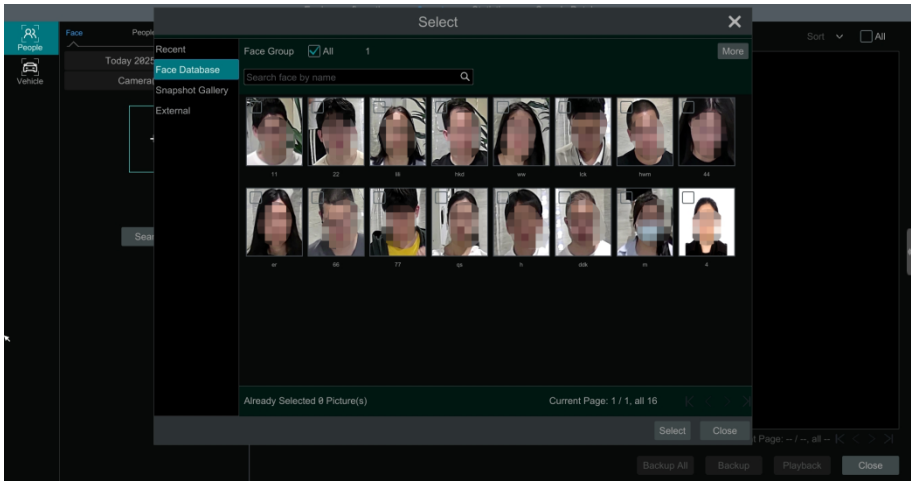 Select
People
Vehicle
Face
People
Today 2025
Camera
Sear
Sort
All
Recent
Face Database
Snapshot Gallery
External
Face Group
All
1
More
Search face by name
11
22
hkd
ww
lck
hwm
44
er
66
77
qs
h
ddk
m
4
Already Selected 0 Picture(s)
Current Page: 1 / 1, all 16
Select
Close
t Page: -- / --, all --
Backup All
Backup
Playback
Close